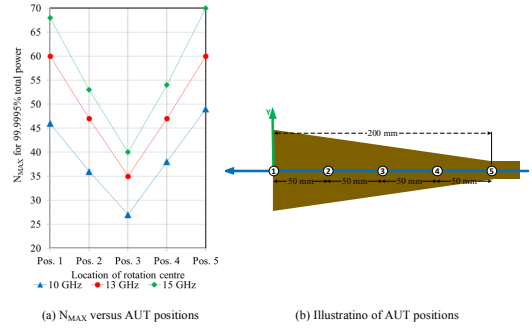 N_MAX for 99.9995% total power
70
65
60
55
50
45
40
35
30
25
20
Pos. 1 Pos. 2 Pos. 3 Pos. 4 Pos. 5
Location of rotation centre
10 GHz 13 GHz 15 GHz
(a) N_MAX versus AUT positions
Y
200 mm
1 2 3 4 5
50 mm 50 mm 50 mm 50 mm
(b) Illustratino of AUT positions